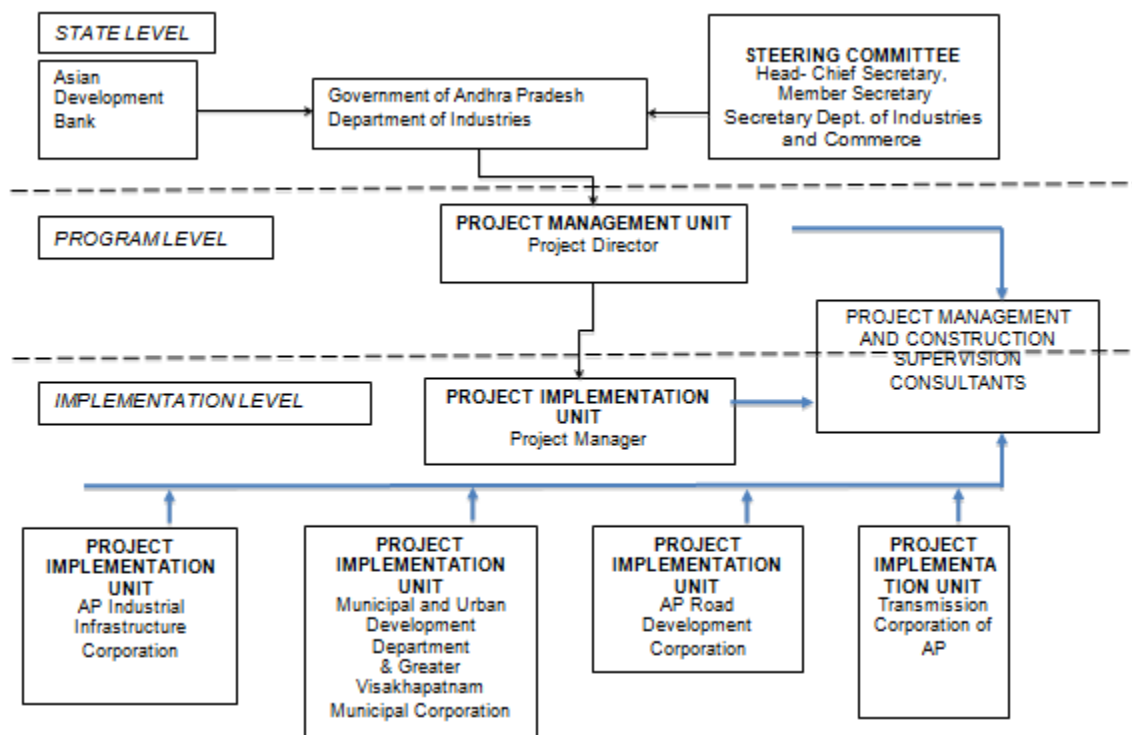 STATE LEVEL
Asian
Development
Bank
Government of Andhra Pradesh
Department of Industries
STEERING COMMITTEE
Head- Chief Secretary,
Member Secretary
Secretary Dept. of Industries
and Commerce
PROGRAM LEVEL
PROJECT MANAGEMENT UNIT
Project Director
PROJECT MANAGEMENT
AND CONSTRUCTION
SUPERVISION
CONSULTANTS
IMPLEMENTATION LEVEL
PROJECT IMPLEMENTATION
UNIT
Project Manager
PROJECT
IMPLEMENTATION
UNIT
AP Industrial
Infrastructure
Corporation
PROJECT
IMPLEMENTATION
UNIT
Municipal and Urban
Development
Department
& Greater
Visakhapatnam
Municipal Corporation
PROJECT
IMPLEMENTATION
UNIT
AP Road
Development
Corporation
PROJECT
IMPLEMENTA
TION UNIT
Transmission
Corporation of
AP